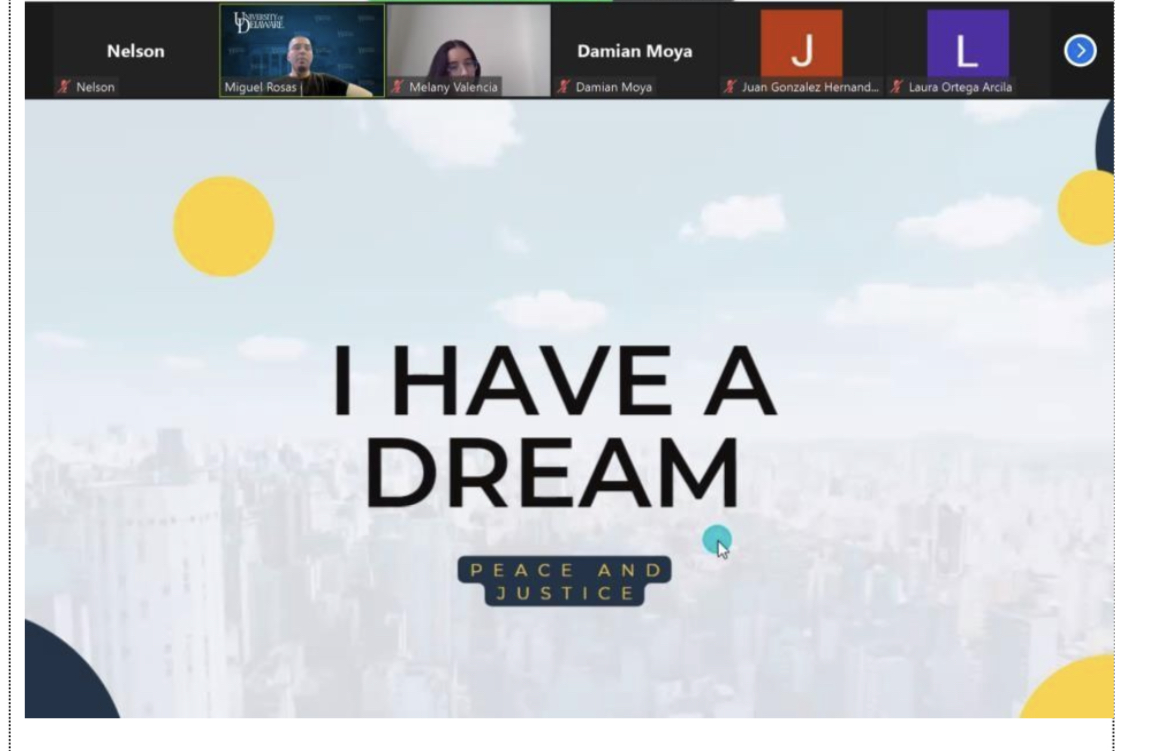 Nelson
Nelson
UNIVERSITY OF
DELAWARE
Miguel Rosas
Melany Valencia
Damian Moya
Damian Moya
J
Juan Gonzalez Hernand...
L
Laura Ortega Arcila
I HAVE A
DREAM
PEACE AND
JUSTICE